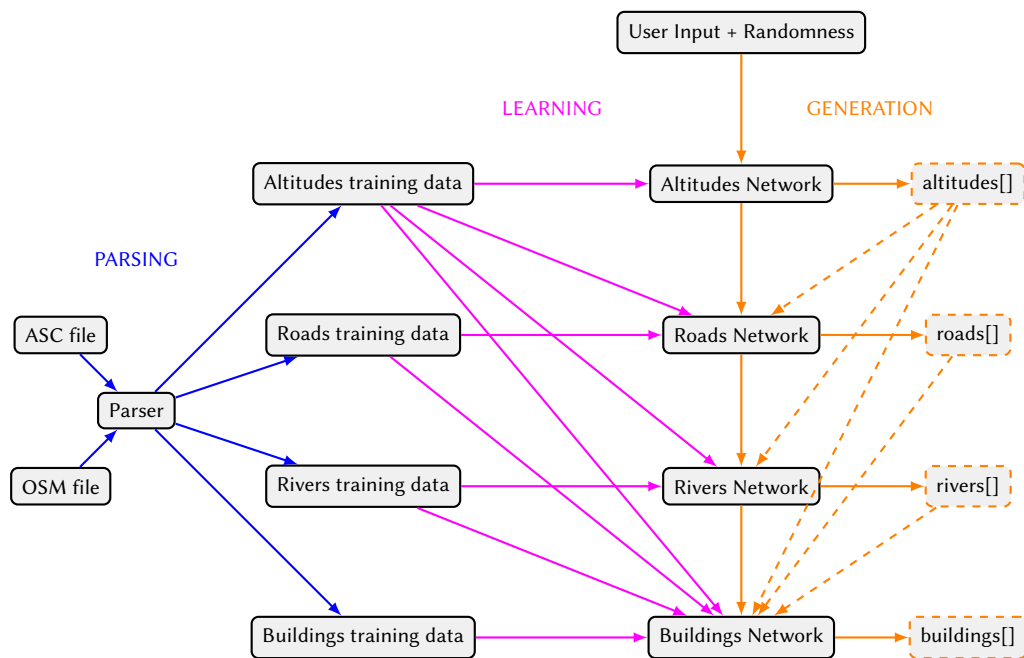 User Input + Randomness
LEARNING
GENERATION
Altitudes training data
Altitudes Network
altitudes[]
PARSING
ASC file
Roads training data
Roads Network
roads[]
Parser
OSM file
Rivers training data
Rivers Network
rivers[]
Buildings training data
Buildings Network
buildings[]